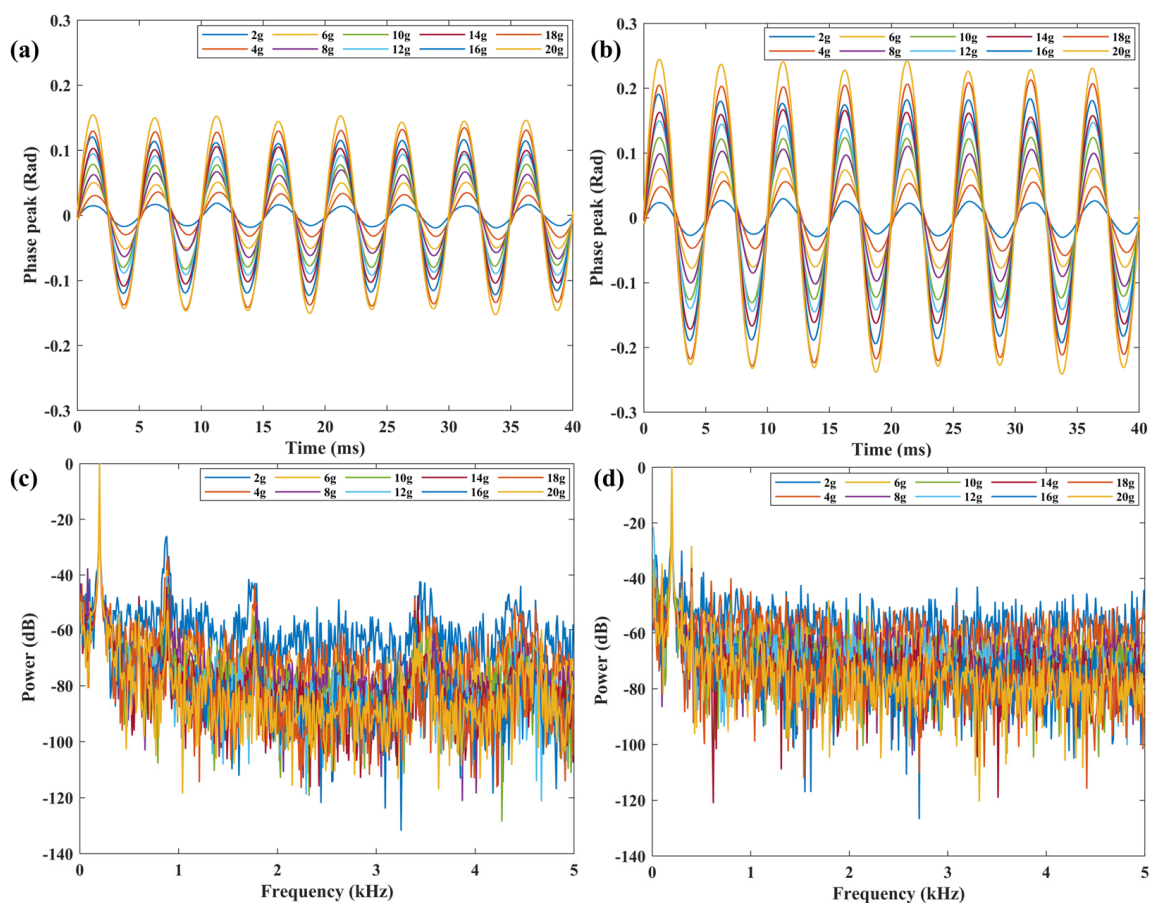 (a)
2g 6g 10g 14g 18g
4g 8g 12g 16g 20g
0.3
0.2
0.1
0
-0.1
-0.2
-0.3
Phase peak (Rad)
0 5 10 15 20 25 30 35 40
Time (ms)
(b)
2g 6g 10g 14g 18g
4g 8g 12g 16g 20g
0.3
0.2
0.1
0
-0.1
-0.2
-0.3
Phase peak (Rad)
0 5 10 15 20 25 30 35 40
Time (ms)
(c)
2g 6g 10g 14g 18g
4g 8g 12g 16g 20g
0
-20
-40
-60
-80
-100
-120
-140
Power (dB)
0 1 2 3 4 5
Frequency (kHz)
(d)
2g 6g 10g 14g 18g
4g 8g 12g 16g 20g
0
-20
-40
-60
-80
-100
-120
-140
Power (dB)
0 1 2 3 4 5
Frequency (kHz)